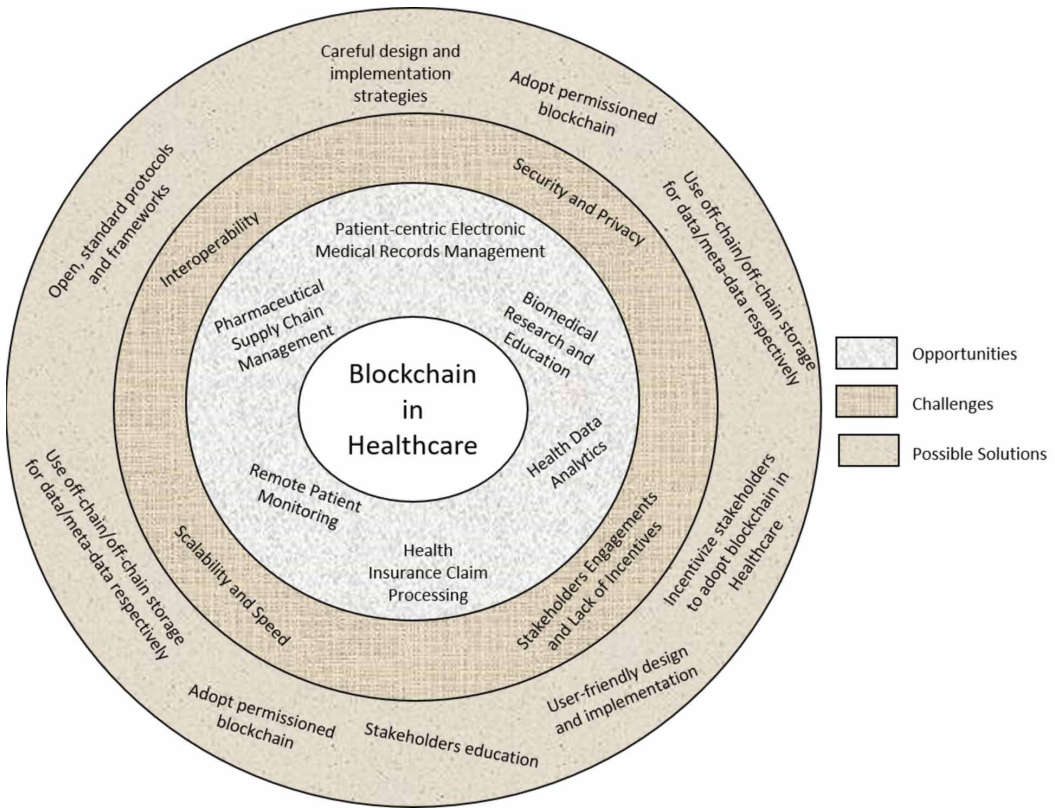 Careful design and
implementation
strategies
Adopt permissioned
blockchain
Use off-chain/off-chain storage
for data/meta-data respectively
Open, standard protocols
and frameworks
Security and Privacy
Interoperability
Patient-centric Electronic
Medical Records Management
Pharmaceutical
Supply Chain
Management
Biomedical
Research and
Education
Blockchain
in
Healthcare
Health Data
Analytics
Remote Patient
Monitoring
Health
Insurance Claim
Processing
Scalability and Speed
Stakeholders Engagements
and Lack of Incentives
Use off-chain/off-chain storage
for data/meta-data respectively
Incentivize stakeholders
to adopt blockchain in
Healthcare
User-friendly design
and implementation
Adopt permissioned
blockchain
Stakeholders education
Opportunities
Challenges
Possible Solutions